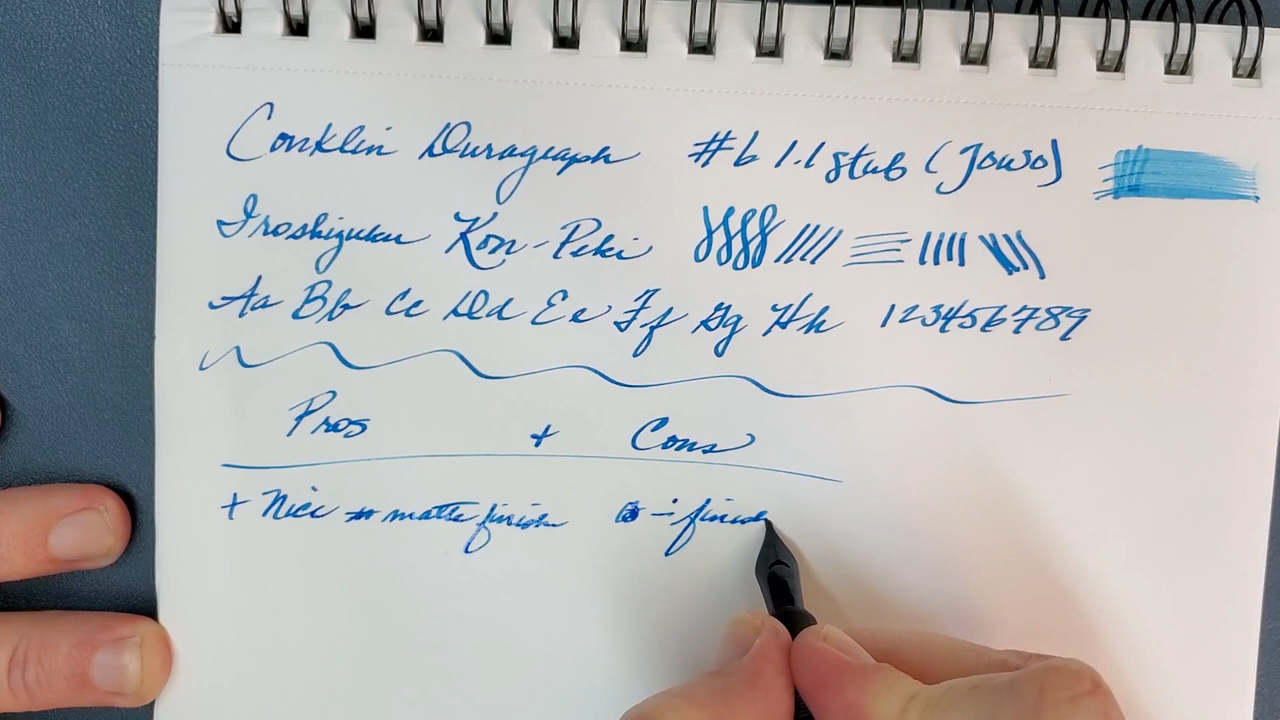 Conklin Duragraph #6 1.1 stub (Jowo)
Iroshizuku Kon-Peki
Aa Bb Cc Dd Ee Ff Gg Hh 123456789
Pros + Cons
+ Nice matte finish - finish